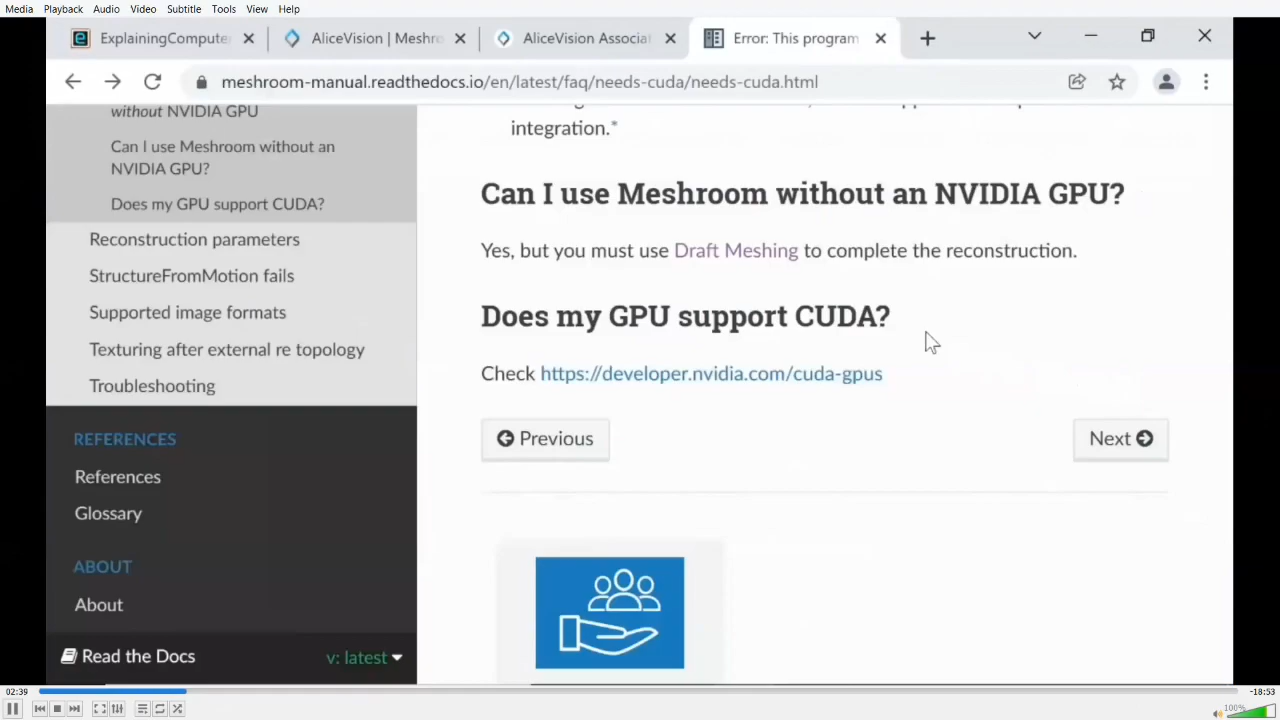 Media Playback Audio Video Subtitle Tools View Help
ExplainingComputer
AliceVision | Meshro
AliceVision Associat
Error: This program
meshroom-manual.readthedocs.io/en/latest/faq/needs-cuda/needs-cuda.html
without NVIDIA GPU
Can I use Meshroom without an
NVIDIA GPU?
Does my GPU support CUDA?
Reconstruction parameters
StructureFromMotion fails
Supported image formats
Texturing after external re topology
Troubleshooting
REFERENCES
References
Glossary
ABOUT
About
Read the Docs
v: latest
integration.*
Can I use Meshroom without an NVIDIA GPU?
Yes, but you must use Draft Meshing to complete the reconstruction.
Does my GPU support CUDA?
Check https://developer.nvidia.com/cuda-gpus
Previous
Next
02:39
-18:53
100%